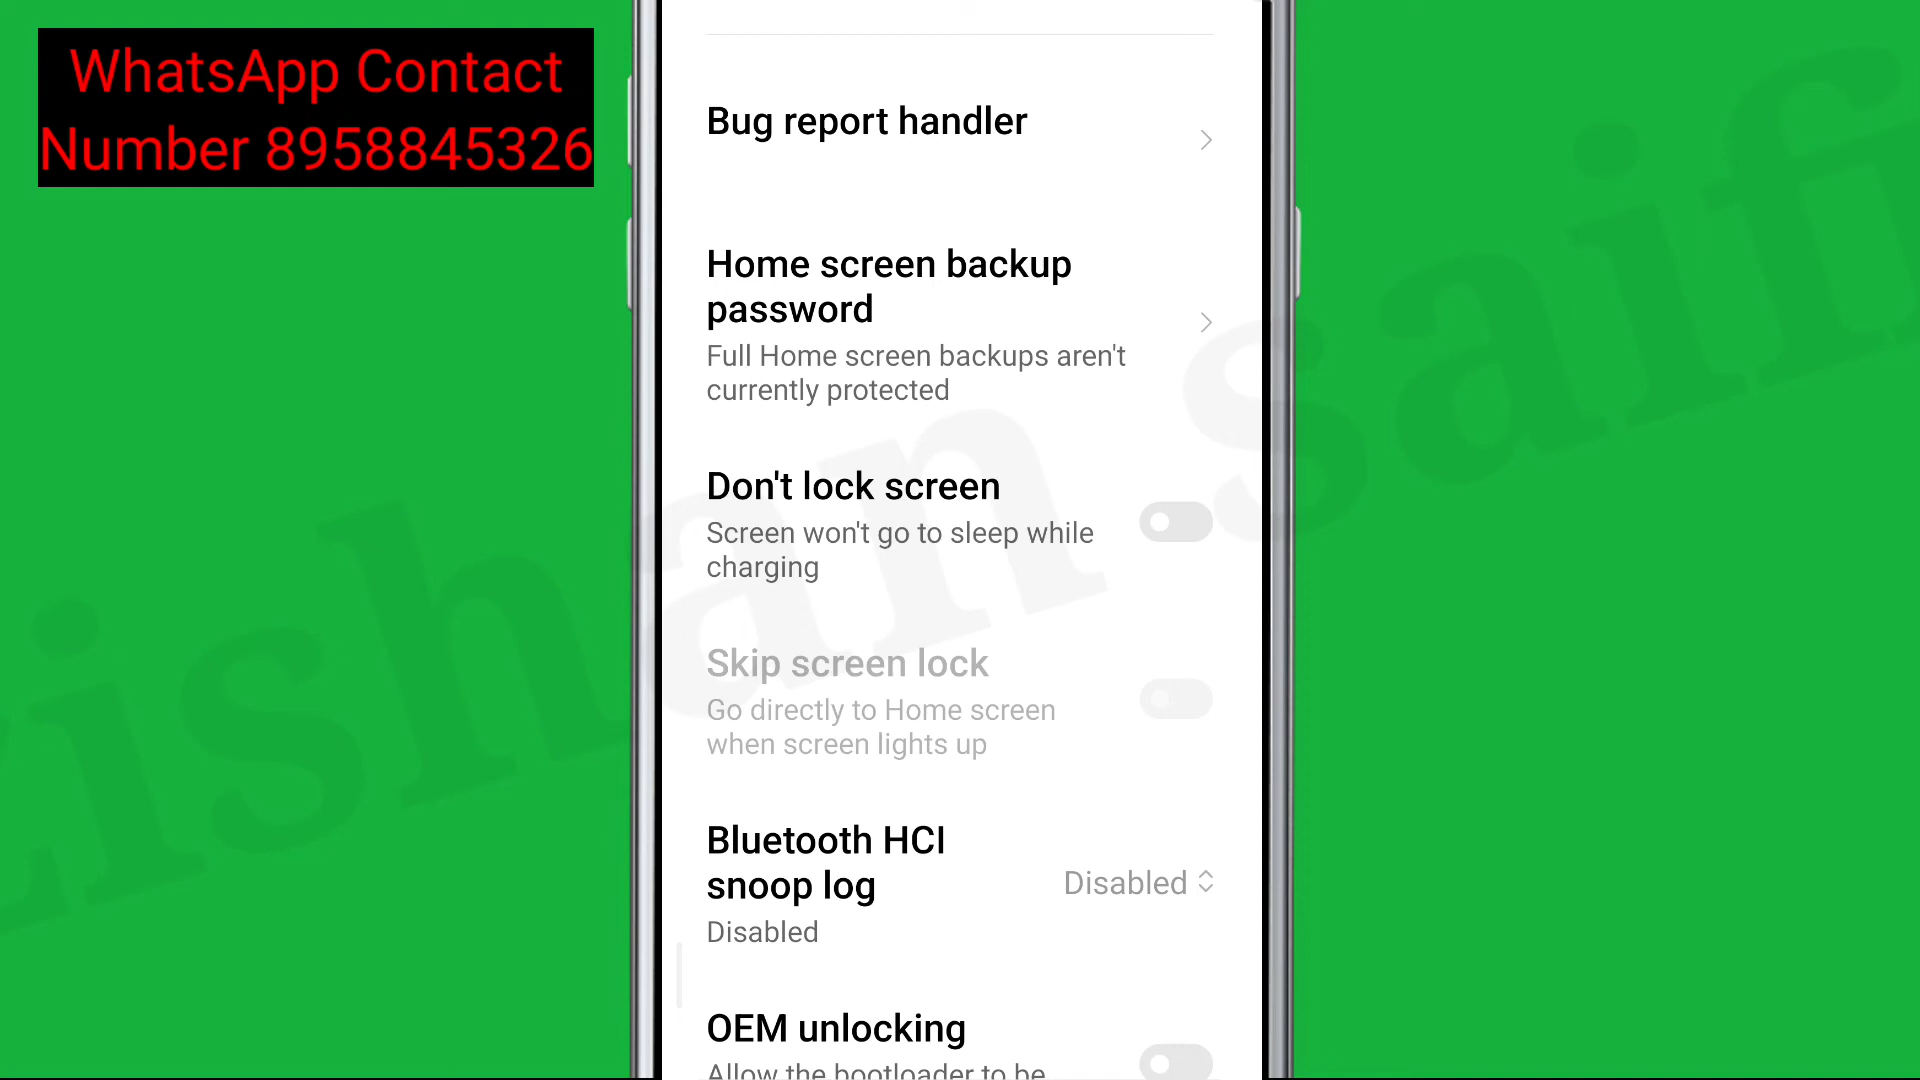 WhatsApp Contact
Number 8958845326
Bug report handler
Home screen backup
password
Full Home screen backups aren't
currently protected
Don't lock screen
Screen won't go to sleep while
charging
Skip screen lock
Go directly to Home screen
when screen lights up
Bluetooth HCI
snoop log
Disabled
Disabled
OEM unlocking
Allow the bootloader to be
zishan saifi